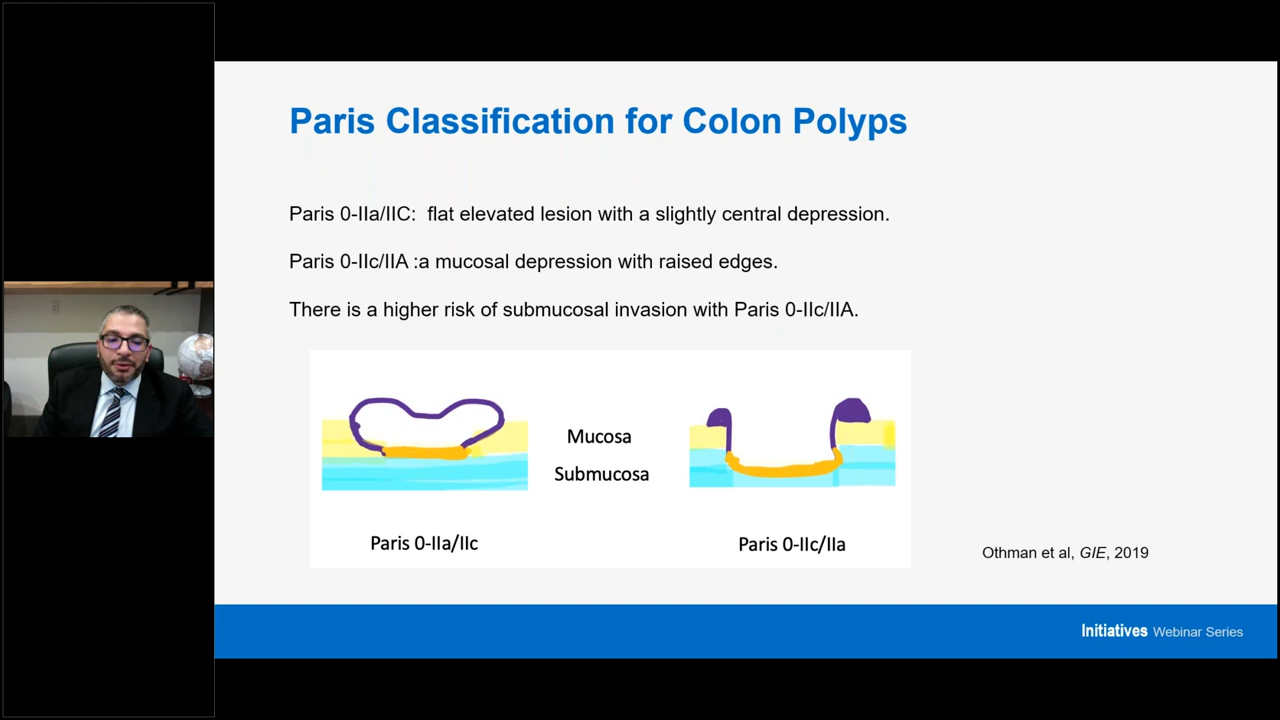 Paris Classification for Colon Polyps
Paris 0-IIa/IIC:  flat elevated lesion with a slightly central depression.
Paris 0-IIc/IIA :a mucosal depression with raised edges.
There is a higher risk of submucosal invasion with Paris 0-IIc/IIA.
Mucosa
Submucosa
Paris 0-IIa/IIc
Paris 0-IIc/IIa
Othman et al, GIE, 2019
Initiatives Webinar Series